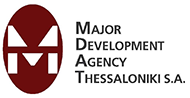 MAJOR
DEVELOPMENT
AGENCY
THESSALONIKI S.A.